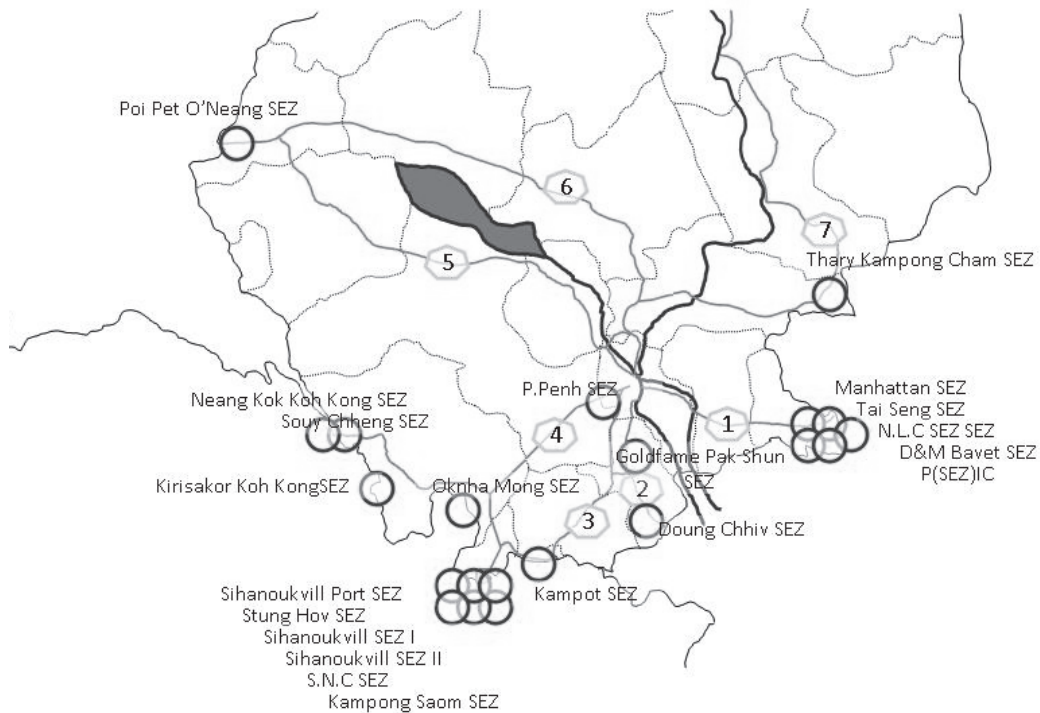 Poi Pet O'Neang SEZ
6
7
5
Thary Kampong Cham SEZ
P.Penh SEZ
Neang Kok Koh Kong SEZ
Souy Chheng SEZ
Manhattan SEZ
Tai Seng SEZ
N.L.C SEZ SEZ
D&M Bavet SEZ
P(SEZ)IC
1
4
Goldfame Pak Shun
SEZ
Kirisakor Koh KongSEZ
Oknha Mong SEZ
2
3
Doung Chhiv SEZ
Kampot SEZ
Sihanoukvill Port SEZ
Stung Hov SEZ
Sihanoukvill SEZ I
Sihanoukvill SEZ II
S.N.C SEZ
Kampong Saom SEZ